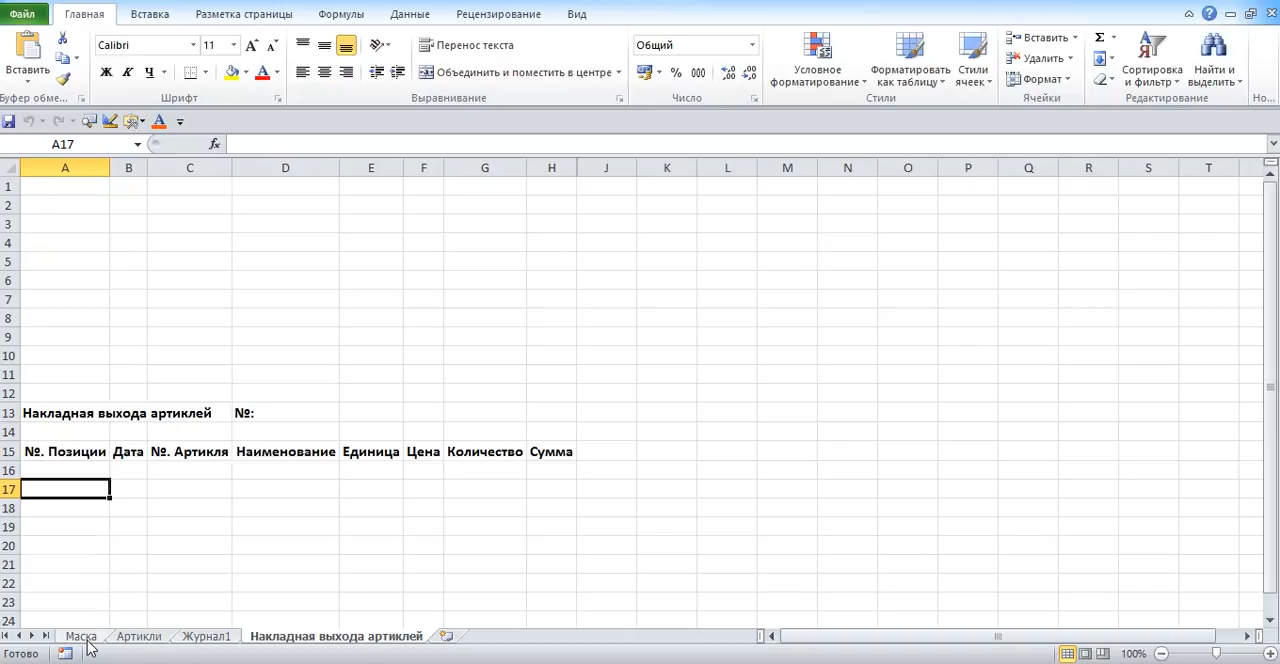 Файл Главная Вставка Разметка страницы Формулы Данные Рецензирование Вид
Calibri 11 Перенос текста Общий Вставить
Вставить Ж К Ч Объединить и поместить в центре % 000 Условное форматирование Форматировать как таблицу Стили ячеек Удалить Формат Сортировка и фильтр Найти и выделить
Буфер обме... Шрифт Выравнивание Число Стили Ячейки Редактирование Но...
A17 fx
A B C D E F G H J K L M N O P Q R S T
1
2
3
4
5
6
7
8
9
10
11
12
13 Накладная выхода артиклей №:
14
15 №. Позиции Дата №. Артикля Наименование Единица Цена Количество Сумма
16
17
18
19
20
21
22
23
24
Маска Артикли Журнал1 Накладная выхода артиклей
Готово 100%